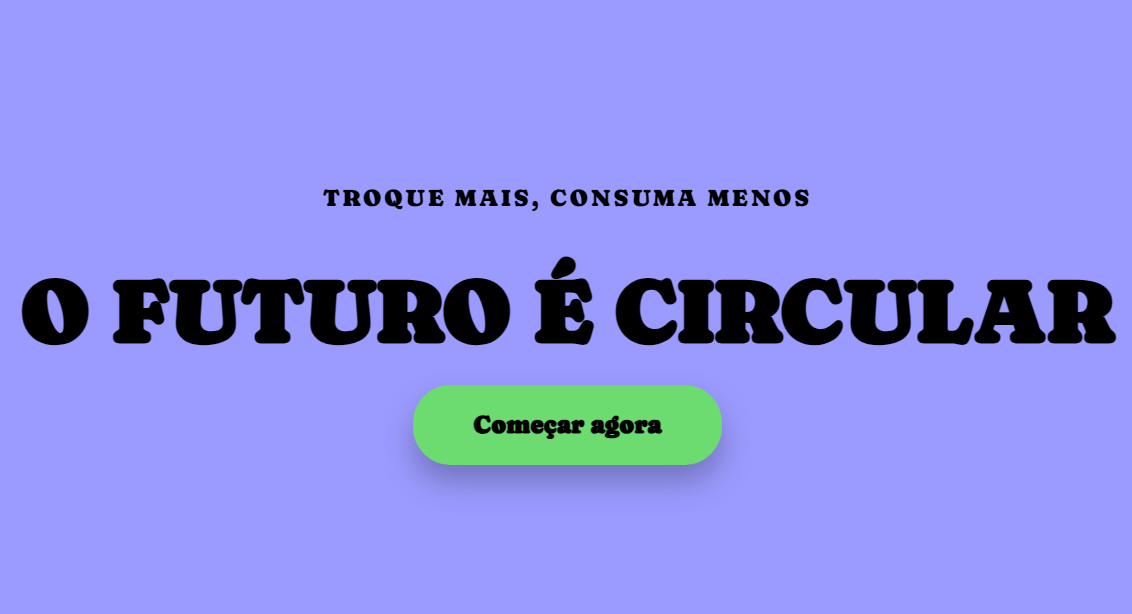 TROQUE MAIS, CONSUMA MENOS
O FUTURO É CIRCULAR
Começar agora